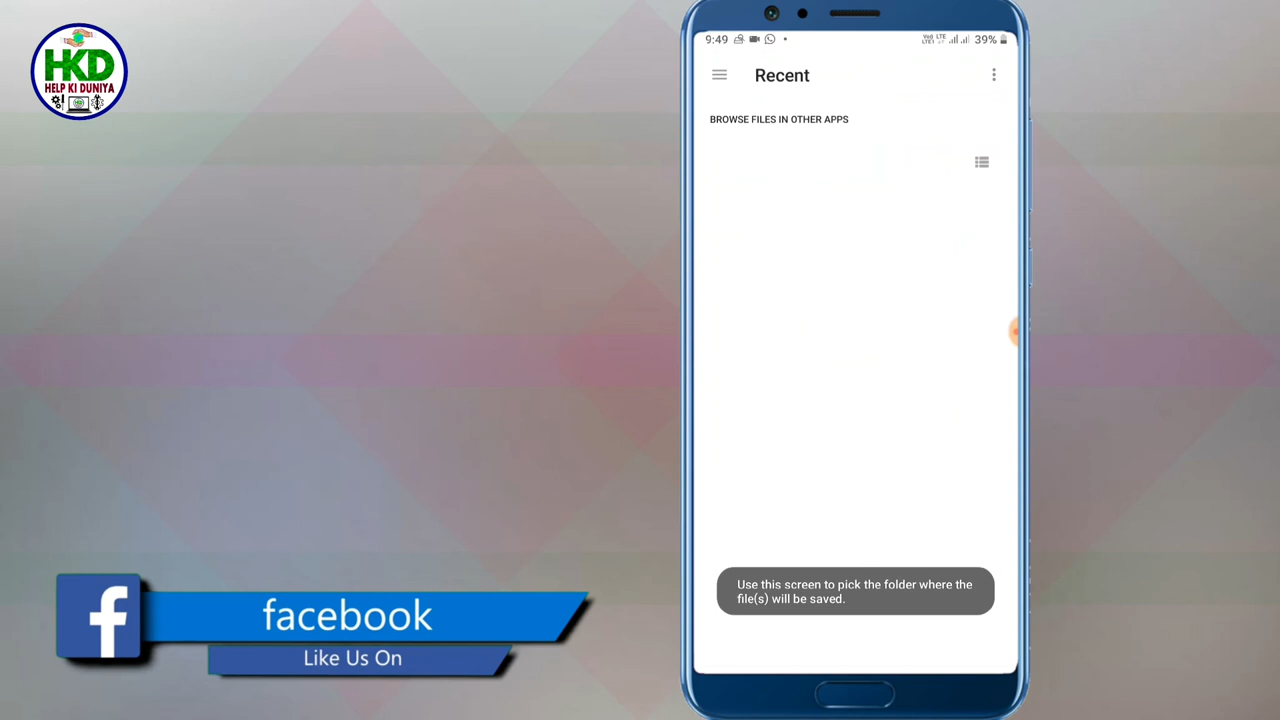 HKD
HELP KI DUNIYA
9:49
39%
Recent
BROWSE FILES IN OTHER APPS
Use this screen to pick the folder where the
file(s) will be saved.
facebook
Like Us On